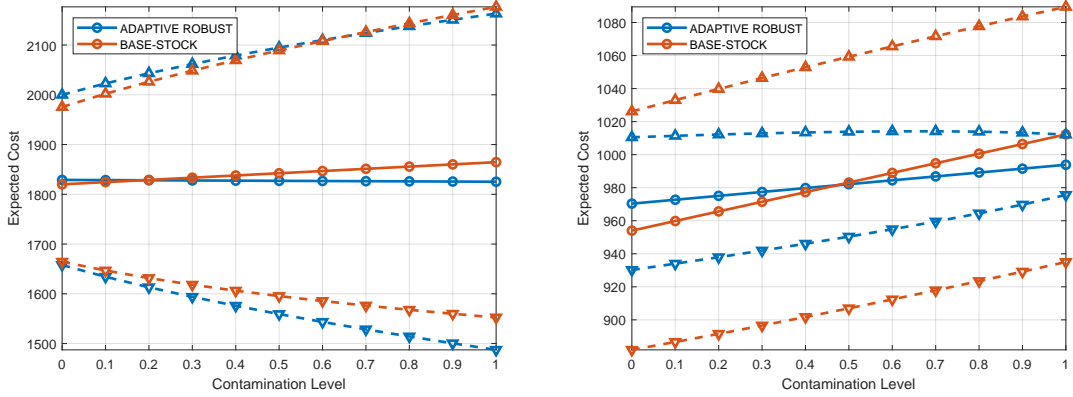 ADAPTIVE ROBUST
BASE-STOCK
Expected Cost
2100
2000
1900
1800
1700
1600
1500
0 0.1 0.2 0.3 0.4 0.5 0.6 0.7 0.8 0.9 1
Contamination Level
ADAPTIVE ROBUST
BASE-STOCK
Expected Cost
1080
1060
1040
1020
1000
980
960
940
920
900
0 0.1 0.2 0.3 0.4 0.5 0.6 0.7 0.8 0.9 1
Contamination Level